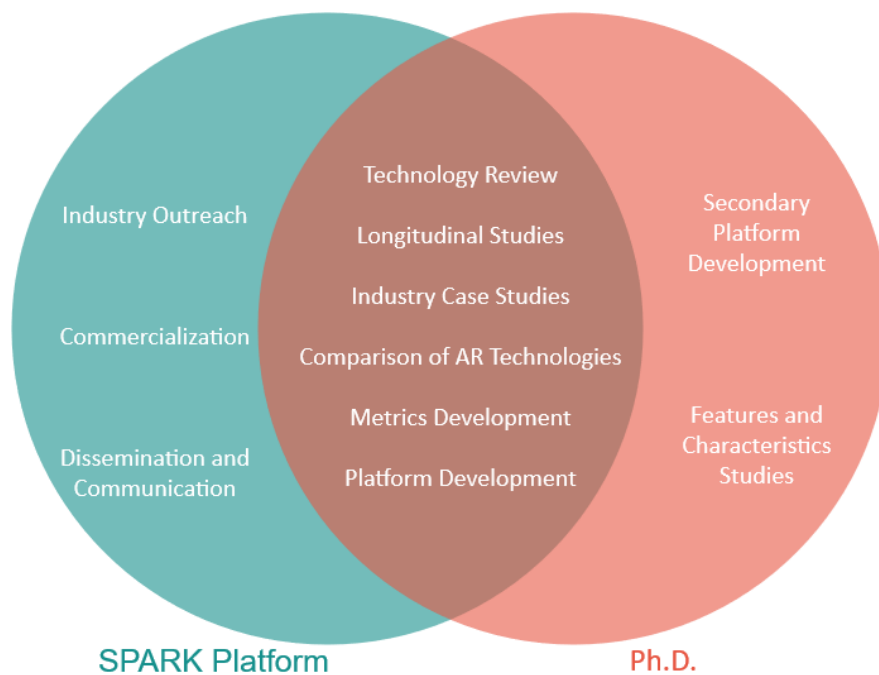 Industry Outreach
Commercialization
Dissemination and
Communication
Technology Review
Longitudinal Studies
Industry Case Studies
Comparison of AR Technologies
Metrics Development
Platform Development
Secondary
Platform
Development
Features and
Characteristics
Studies
SPARK Platform
Ph.D.